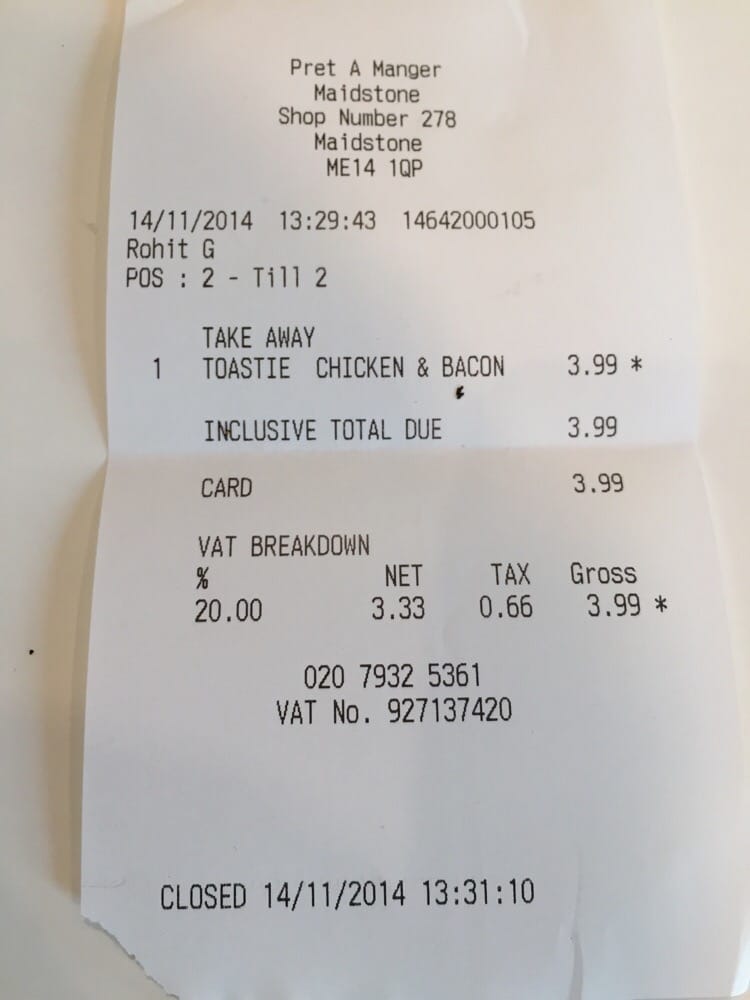 Pret A Manger
Maidstone
Shop Number 278
Maidstone
ME14 1QP
14/11/2014 13:29:43 14642000105
Rohit G
POS : 2 - Till 2
TAKE AWAY
1 TOASTIE CHICKEN & BACON 3.99 *
INCLUSIVE TOTAL DUE 3.99
CARD 3.99
VAT BREAKDOWN
% NET TAX Gross
20.00 3.33 0.66 3.99 *
020 7932 5361
VAT No. 927137420
CLOSED 14/11/2014 13:31:10